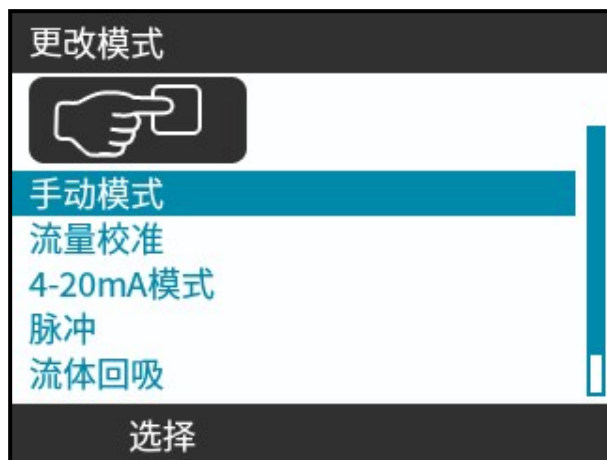 更改模式
手动模式
流量校准
4-20mA模式
脉冲
流体回吸
选择